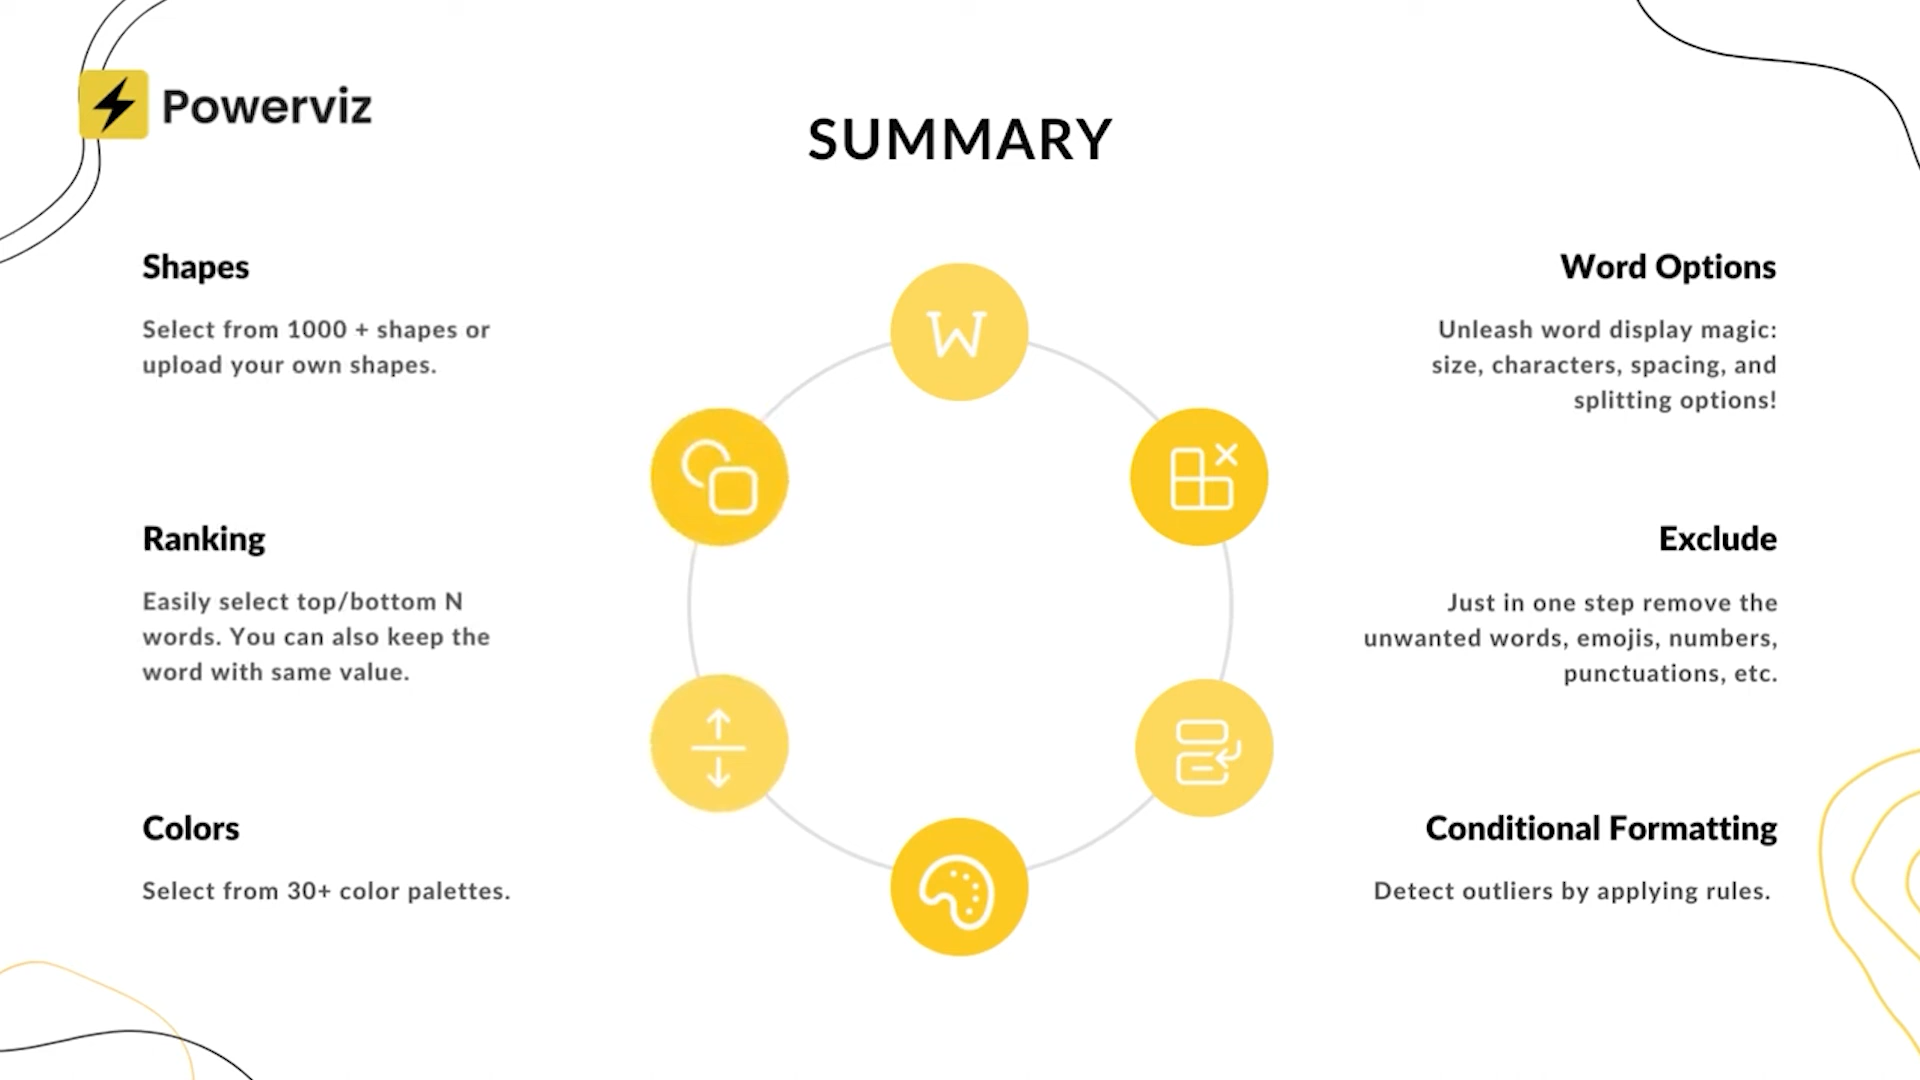 Powerviz
SUMMARY
Shapes
Select from 1000 + shapes or
upload your own shapes.
Ranking
Easily select top/bottom N
words. You can also keep the
word with same value.
Colors
Select from 30+ color palettes.
W
Word Options
Unleash word display magic:
size, characters, spacing, and
splitting options!
Exclude
Just in one step remove the
unwanted words, emojis, numbers,
punctuations, etc.
Conditional Formatting
Detect outliers by applying rules.